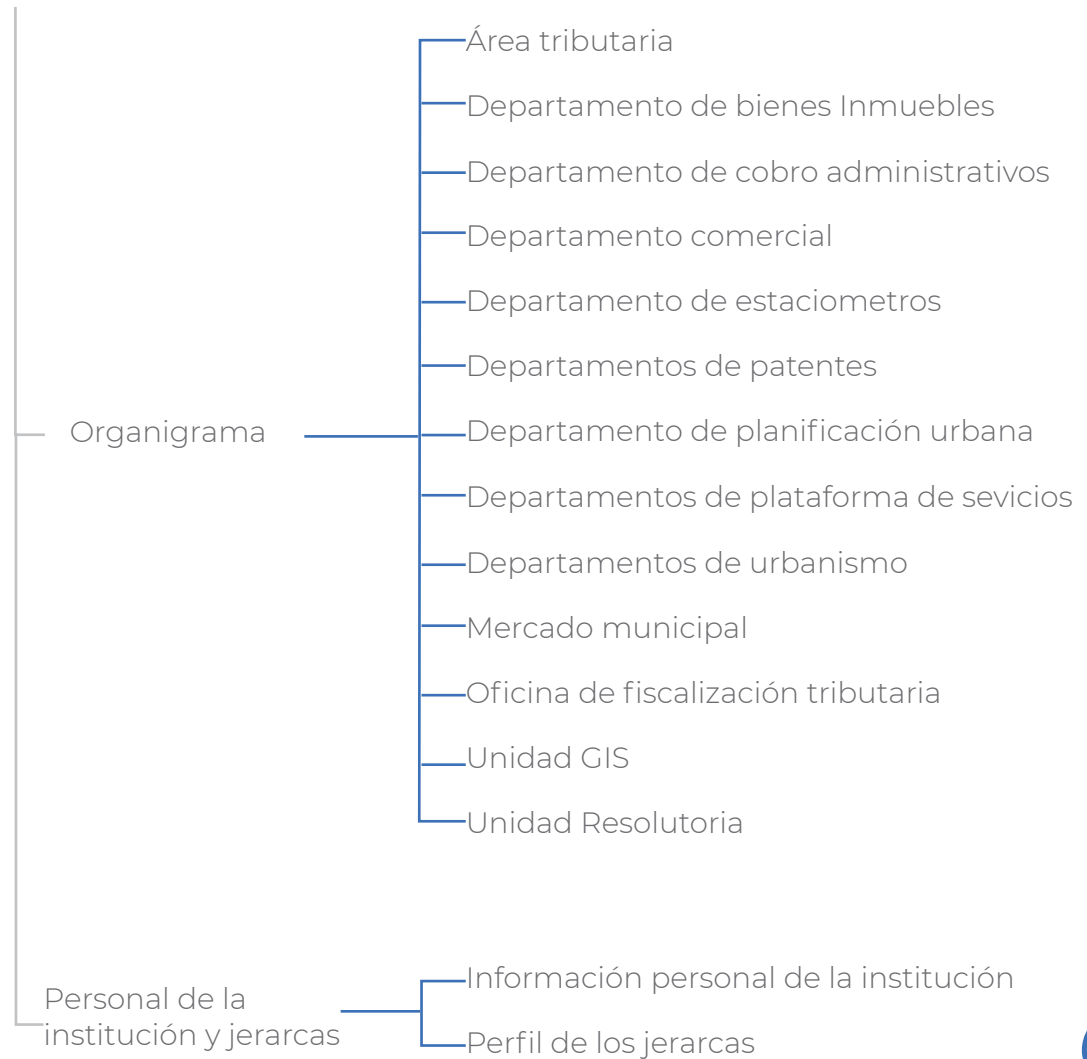 Área tributaria
Departamento de bienes Inmuebles
Departamento de cobro administrativos
Departamento comercial
Departamento de estaciometros
Departamentos de patentes
Organigrama
Departamento de planificación urbana
Departamentos de plataforma de sevicios
Departamentos de urbanismo
Mercado municipal
Oficina de fiscalización tributaria
Unidad GIS
Unidad Resolutoria
Personal de la
institución y jerarcas
Información personal de la institución
Perfil de los jerarcas